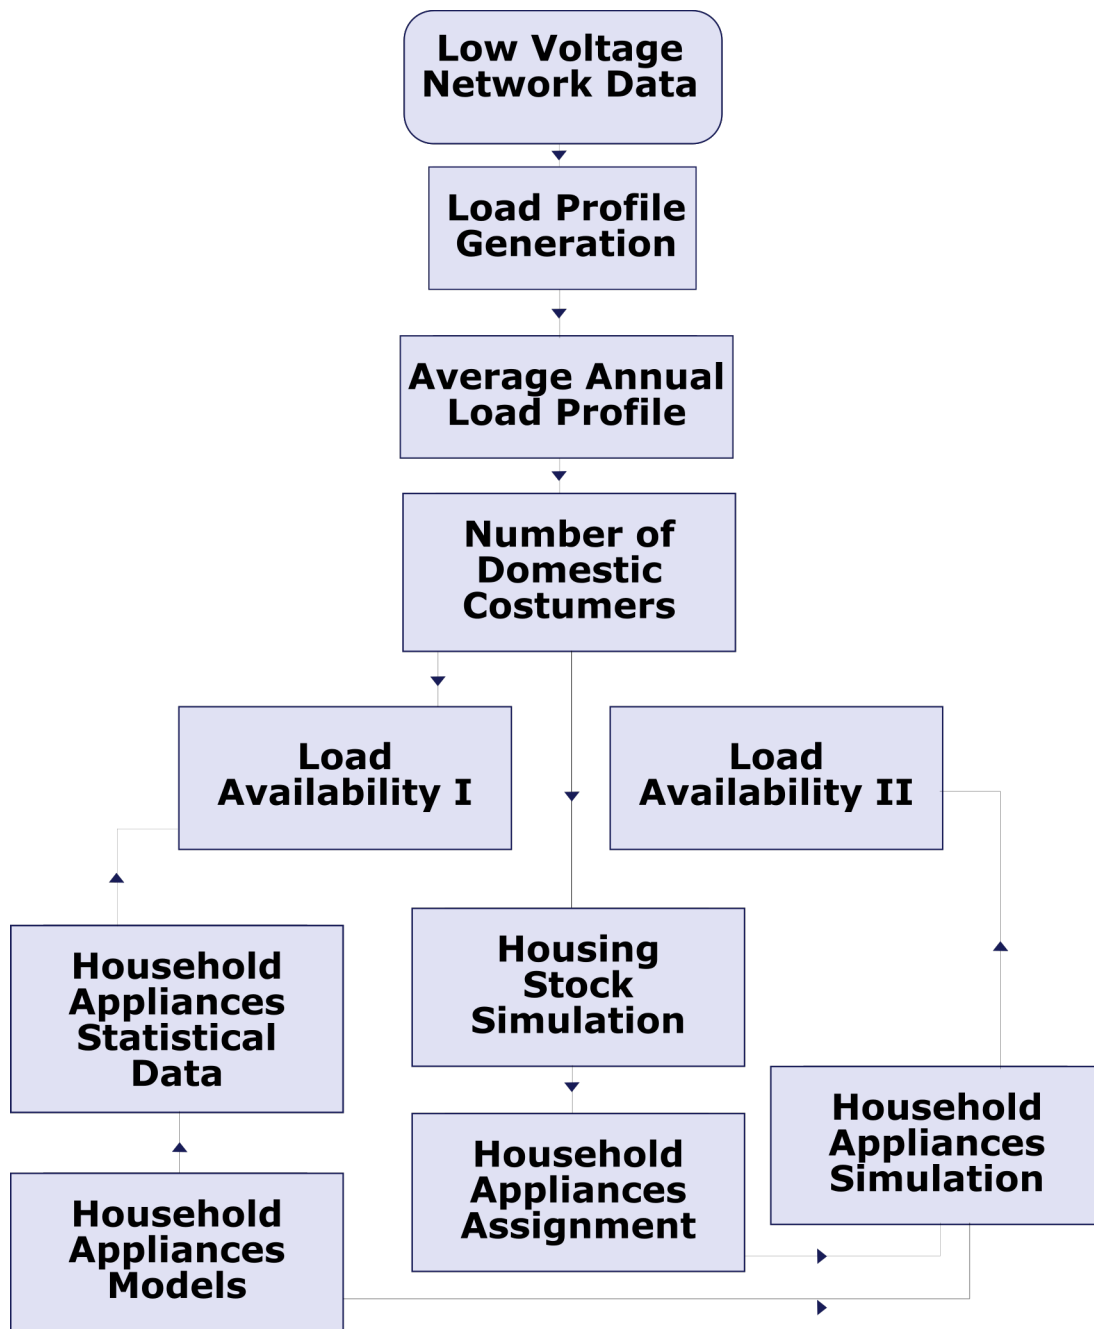 Low Voltage
Network Data
Load Profile
Generation
Average Annual
Load Profile
Number of
Domestic
Costumers
Load
Availability I
Load
Availability II
Household
Appliances
Statistical
Data
Housing
Stock
Simulation
Household
Appliances
Simulation
Household
Appliances
Assignment
Household
Appliances
Models